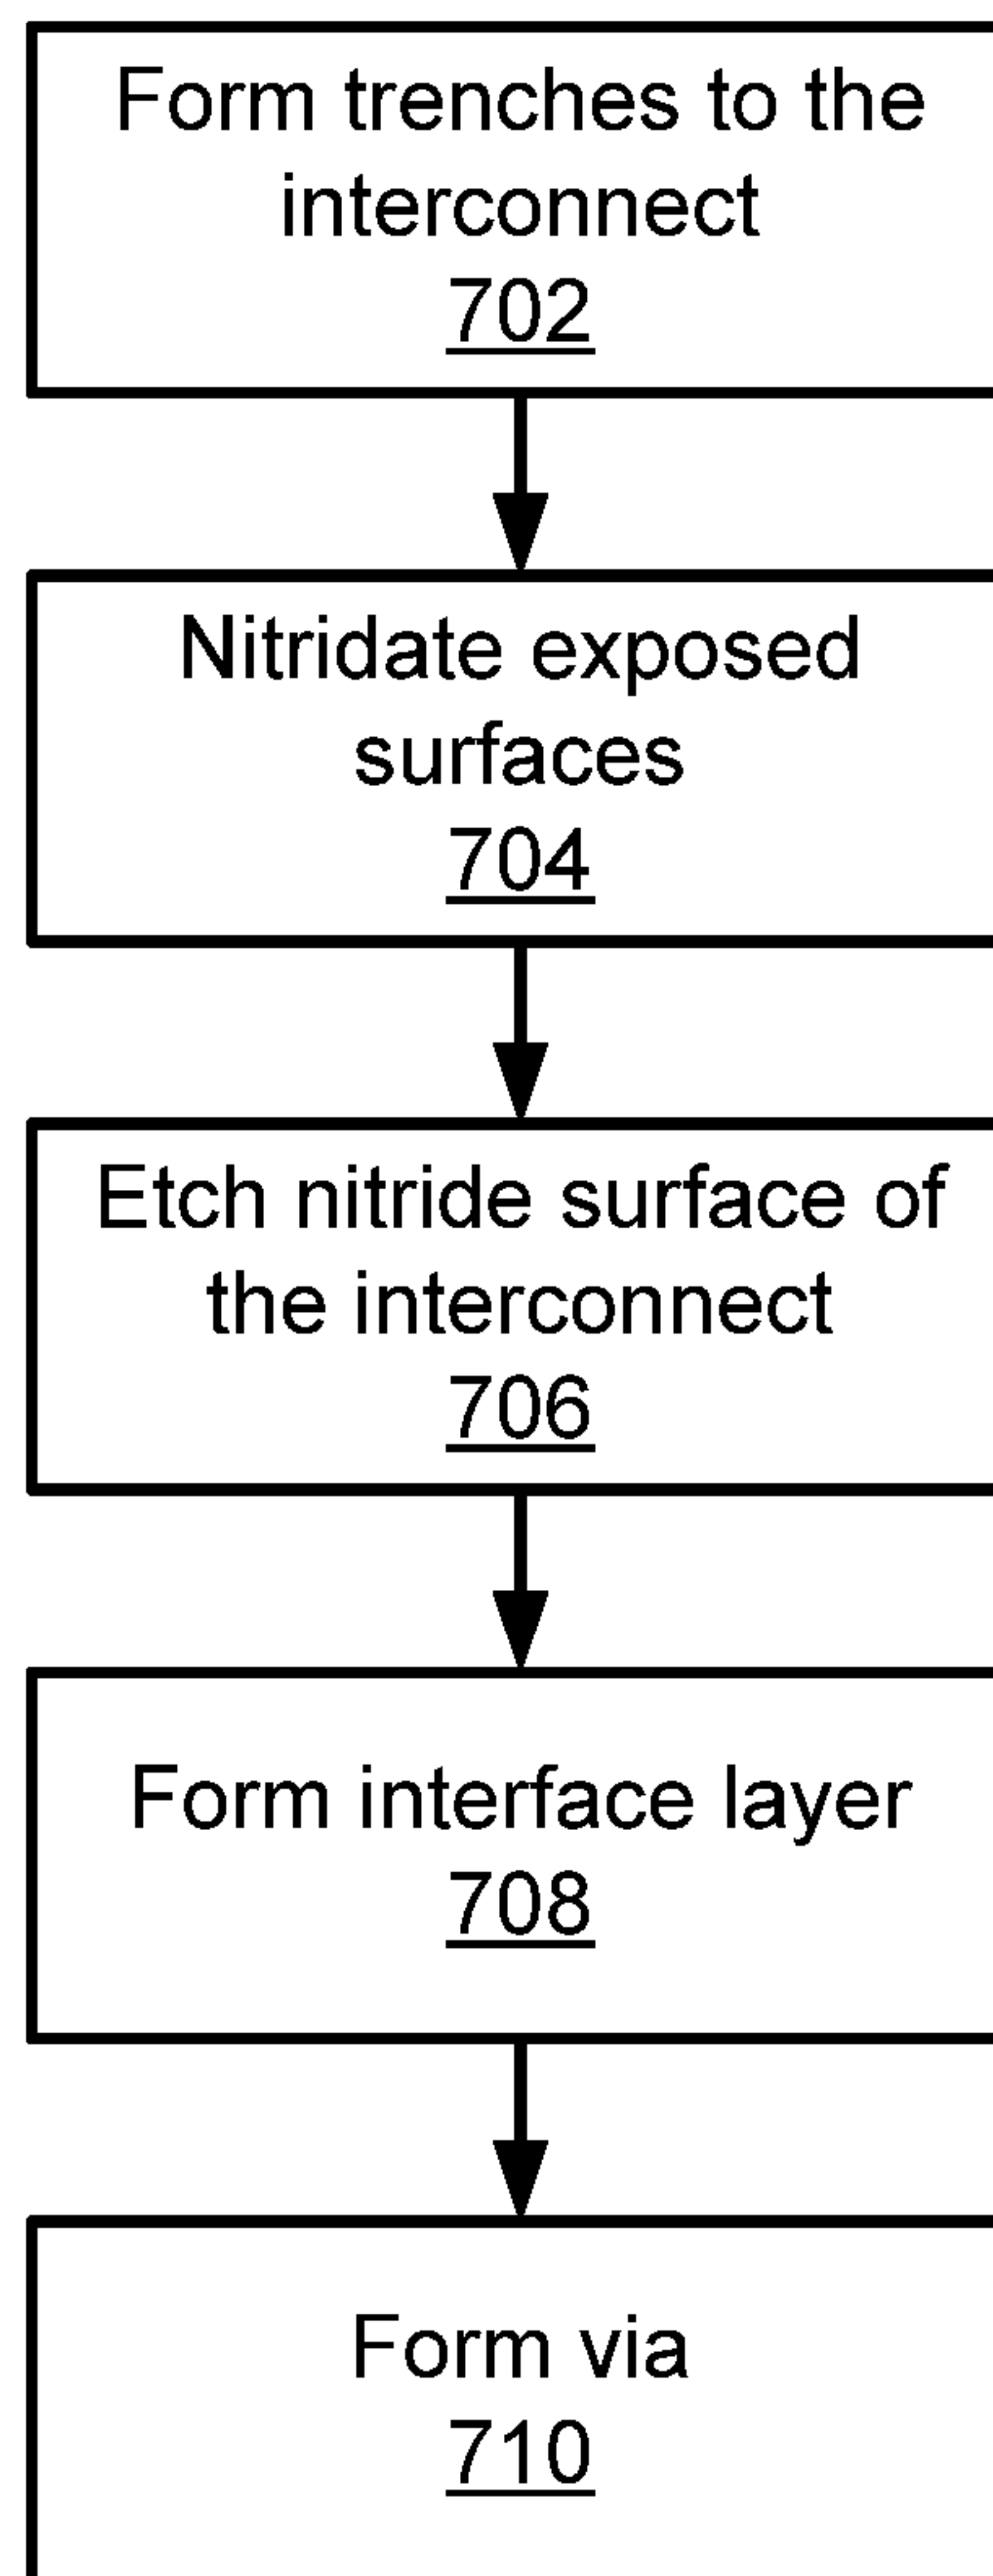 Form trenches to the
interconnect
702
Nitridate exposed
surfaces
704
Etch nitride surface of
the interconnect
706
Form interface layer
708
Form via
710